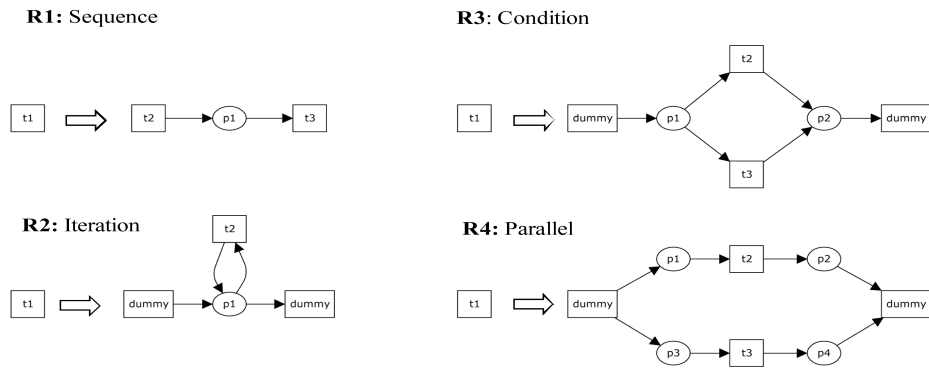 R1: Sequence
t1 t2 p1 t3
R2: Iteration
t2
t1 dummy p1 dummy
R3: Condition
t2
t1 dummy p1 p2 dummy
t3
R4: Parallel
p1 t2 p2
t1 dummy dummy
p3 t3 p4